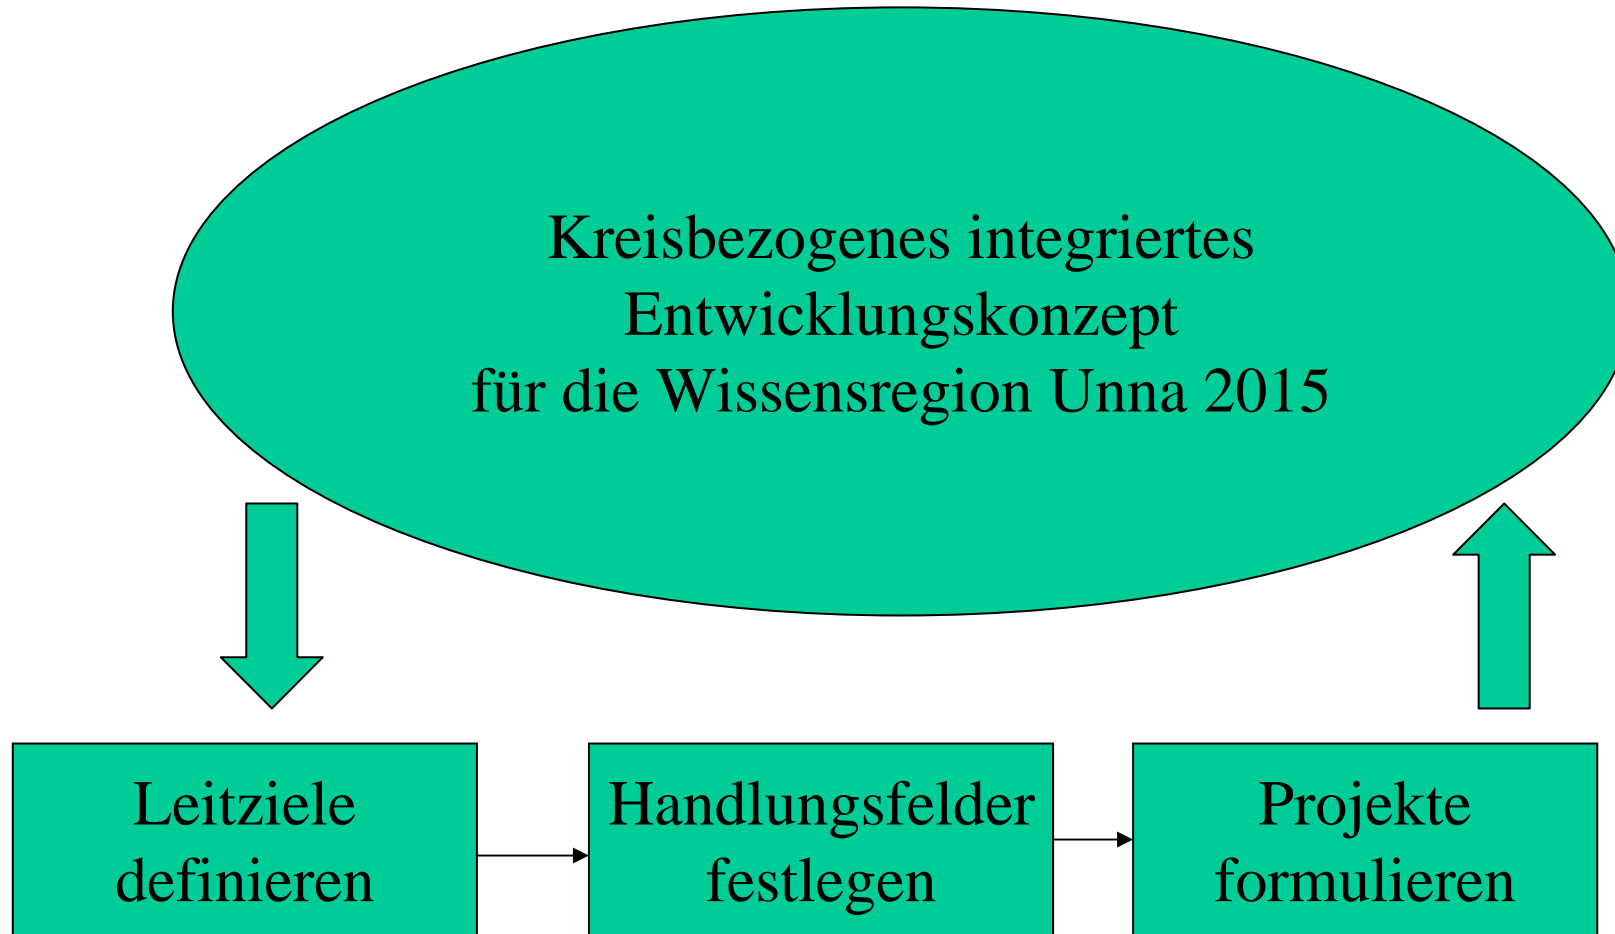 Kreisbezogenes integriertes
Entwicklungskonzept
für die Wissensregion Unna 2015
Leitziele
definieren
Handlungsfelder
festlegen
Projekte
formulieren